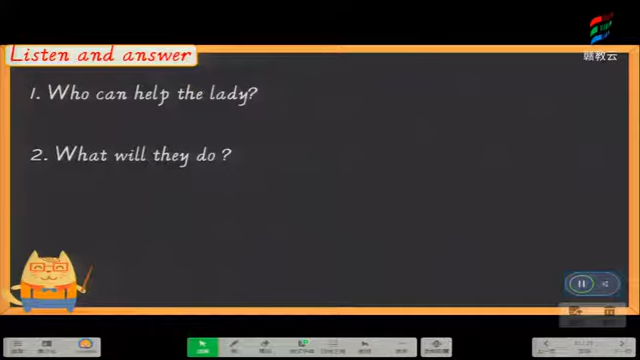 赣教云
Listen and answer
1. Who can help the lady?
2. What will they do ?